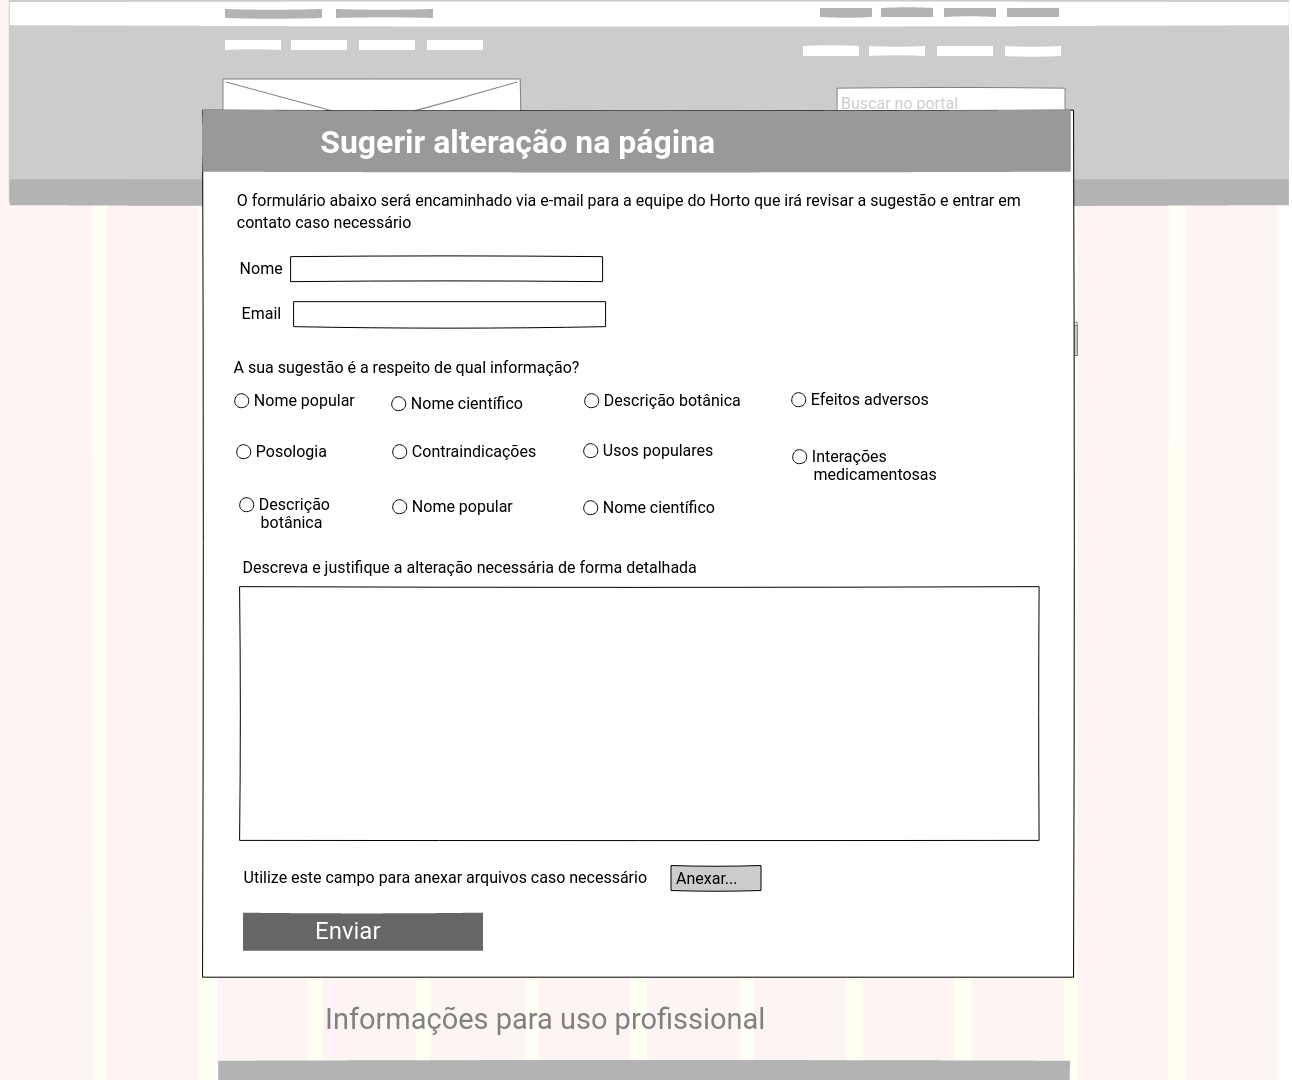 Buscar no portal
Sugerir alteração na página
O formulário abaixo será encaminhado via e-mail para a equipe do Horto que irá revisar a sugestão e entrar em
contato caso necessário
Nome
Email
A sua sugestão é a respeito de qual informação?
Nome popular
Nome científico
Descrição botânica
Efeitos adversos
Posologia
Contraindicações
Usos populares
Interações
medicamentosas
Descrição
botânica
Nome popular
Nome científico
Descreva e justifique a alteração necessária de forma detalhada
Utilize este campo para anexar arquivos caso necessário
Anexar...
Enviar
Informações para uso profissional